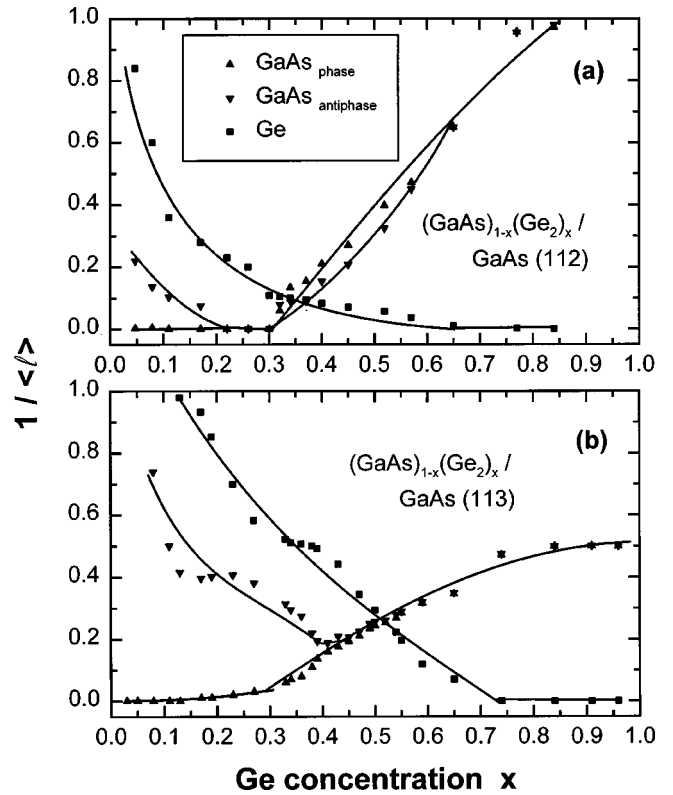 1.0
0.8
0.6
0.4
0.2
0.0
GaAs phase
GaAs antiphase
Ge
(a)
(GaAs)1-x(Ge2)x /
GaAs (112)
0.0 0.1 0.2 0.3 0.4 0.5 0.6 0.7 0.8 0.9 1.0
1 / <ℓ>
1.0
0.8
0.6
0.4
0.2
0.0
(b)
(GaAs)1-x(Ge2)x /
GaAs (113)
0.0 0.1 0.2 0.3 0.4 0.5 0.6 0.7 0.8 0.9 1.0
Ge concentration x